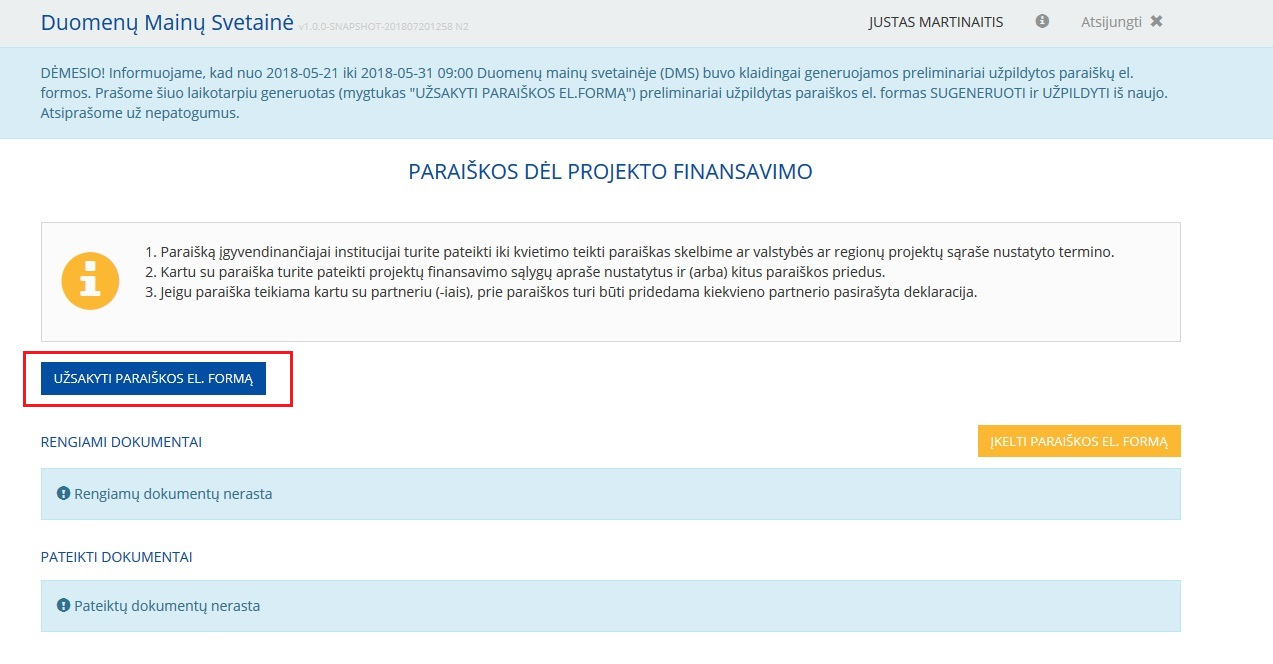 Duomenų Mainų Svetainė v1.0.0-SNAPSHOT-201807201258 N2
JUSTAS MARTINAITIS
Atsijungti
DĖMESIO! Informuojame, kad nuo 2018-05-21 iki 2018-05-31 09:00 Duomenų mainų svetainėje (DMS) buvo klaidingai generuojamos preliminariai užpildytos paraiškų el.
formos. Prašome šiuo laikotarpiu generuotas (mygtukas "UŽSAKYTI PARAIŠKOS EL.FORMĄ") preliminariai užpildytas paraiškos el. formas SUGENERUOTI ir UŽPILDYTI iš naujo.
Atsiprašome už nepatogumus.
PARAIŠKOS DĖL PROJEKTO FINANSAVIMO
1. Paraišką įgyvendinančiajai institucijai turite pateikti iki kvietimo teikti paraiškas skelbime ar valstybės ar regionų projektų sąraše nustatyto termino.
2. Kartu su paraiška turite pateikti projektų finansavimo sąlygų apraše nustatytus ir (arba) kitus paraiškos priedus.
3. Jeigu paraiška teikiama kartu su partneriu (-iais), prie paraiškos turi būti pridedama kiekvieno partnerio pasirašyta deklaracija.
UŽSAKYTI PARAIŠKOS EL. FORMĄ
RENGIAMI DOKUMENTAI
ĮKELTI PARAIŠKOS EL. FORMĄ
Rengiamų dokumentų nerasta
PATEIKTI DOKUMENTAI
Pateiktų dokumentų nerasta